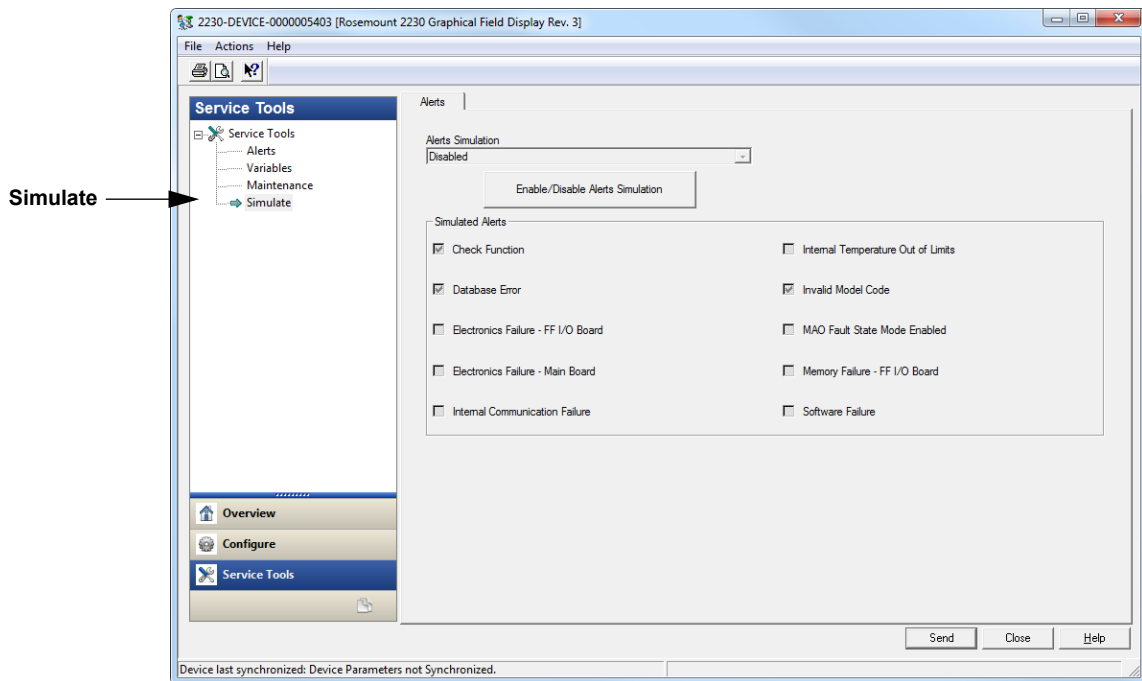 2230-DEVICE-0000005403 [Rosemount 2230 Graphical Field Display Rev. 3]
File Actions Help
Service Tools
Service Tools
Alerts
Variables
Maintenance
Simulate
Simulate
Overview
Configure
Service Tools
Alerts
Alerts Simulation
Disabled
Enable/Disable Alerts Simulation
Simulated Alerts
Check Function
Internal Temperature Out of Limits
Database Error
Invalid Model Code
Electronics Failure - FF I/O Board
MAO Fault State Mode Enabled
Electronics Failure - Main Board
Memory Failure - FF I/O Board
Internal Communication Failure
Software Failure
Send
Close
Help
Device last synchronized: Device Parameters not Synchronized.